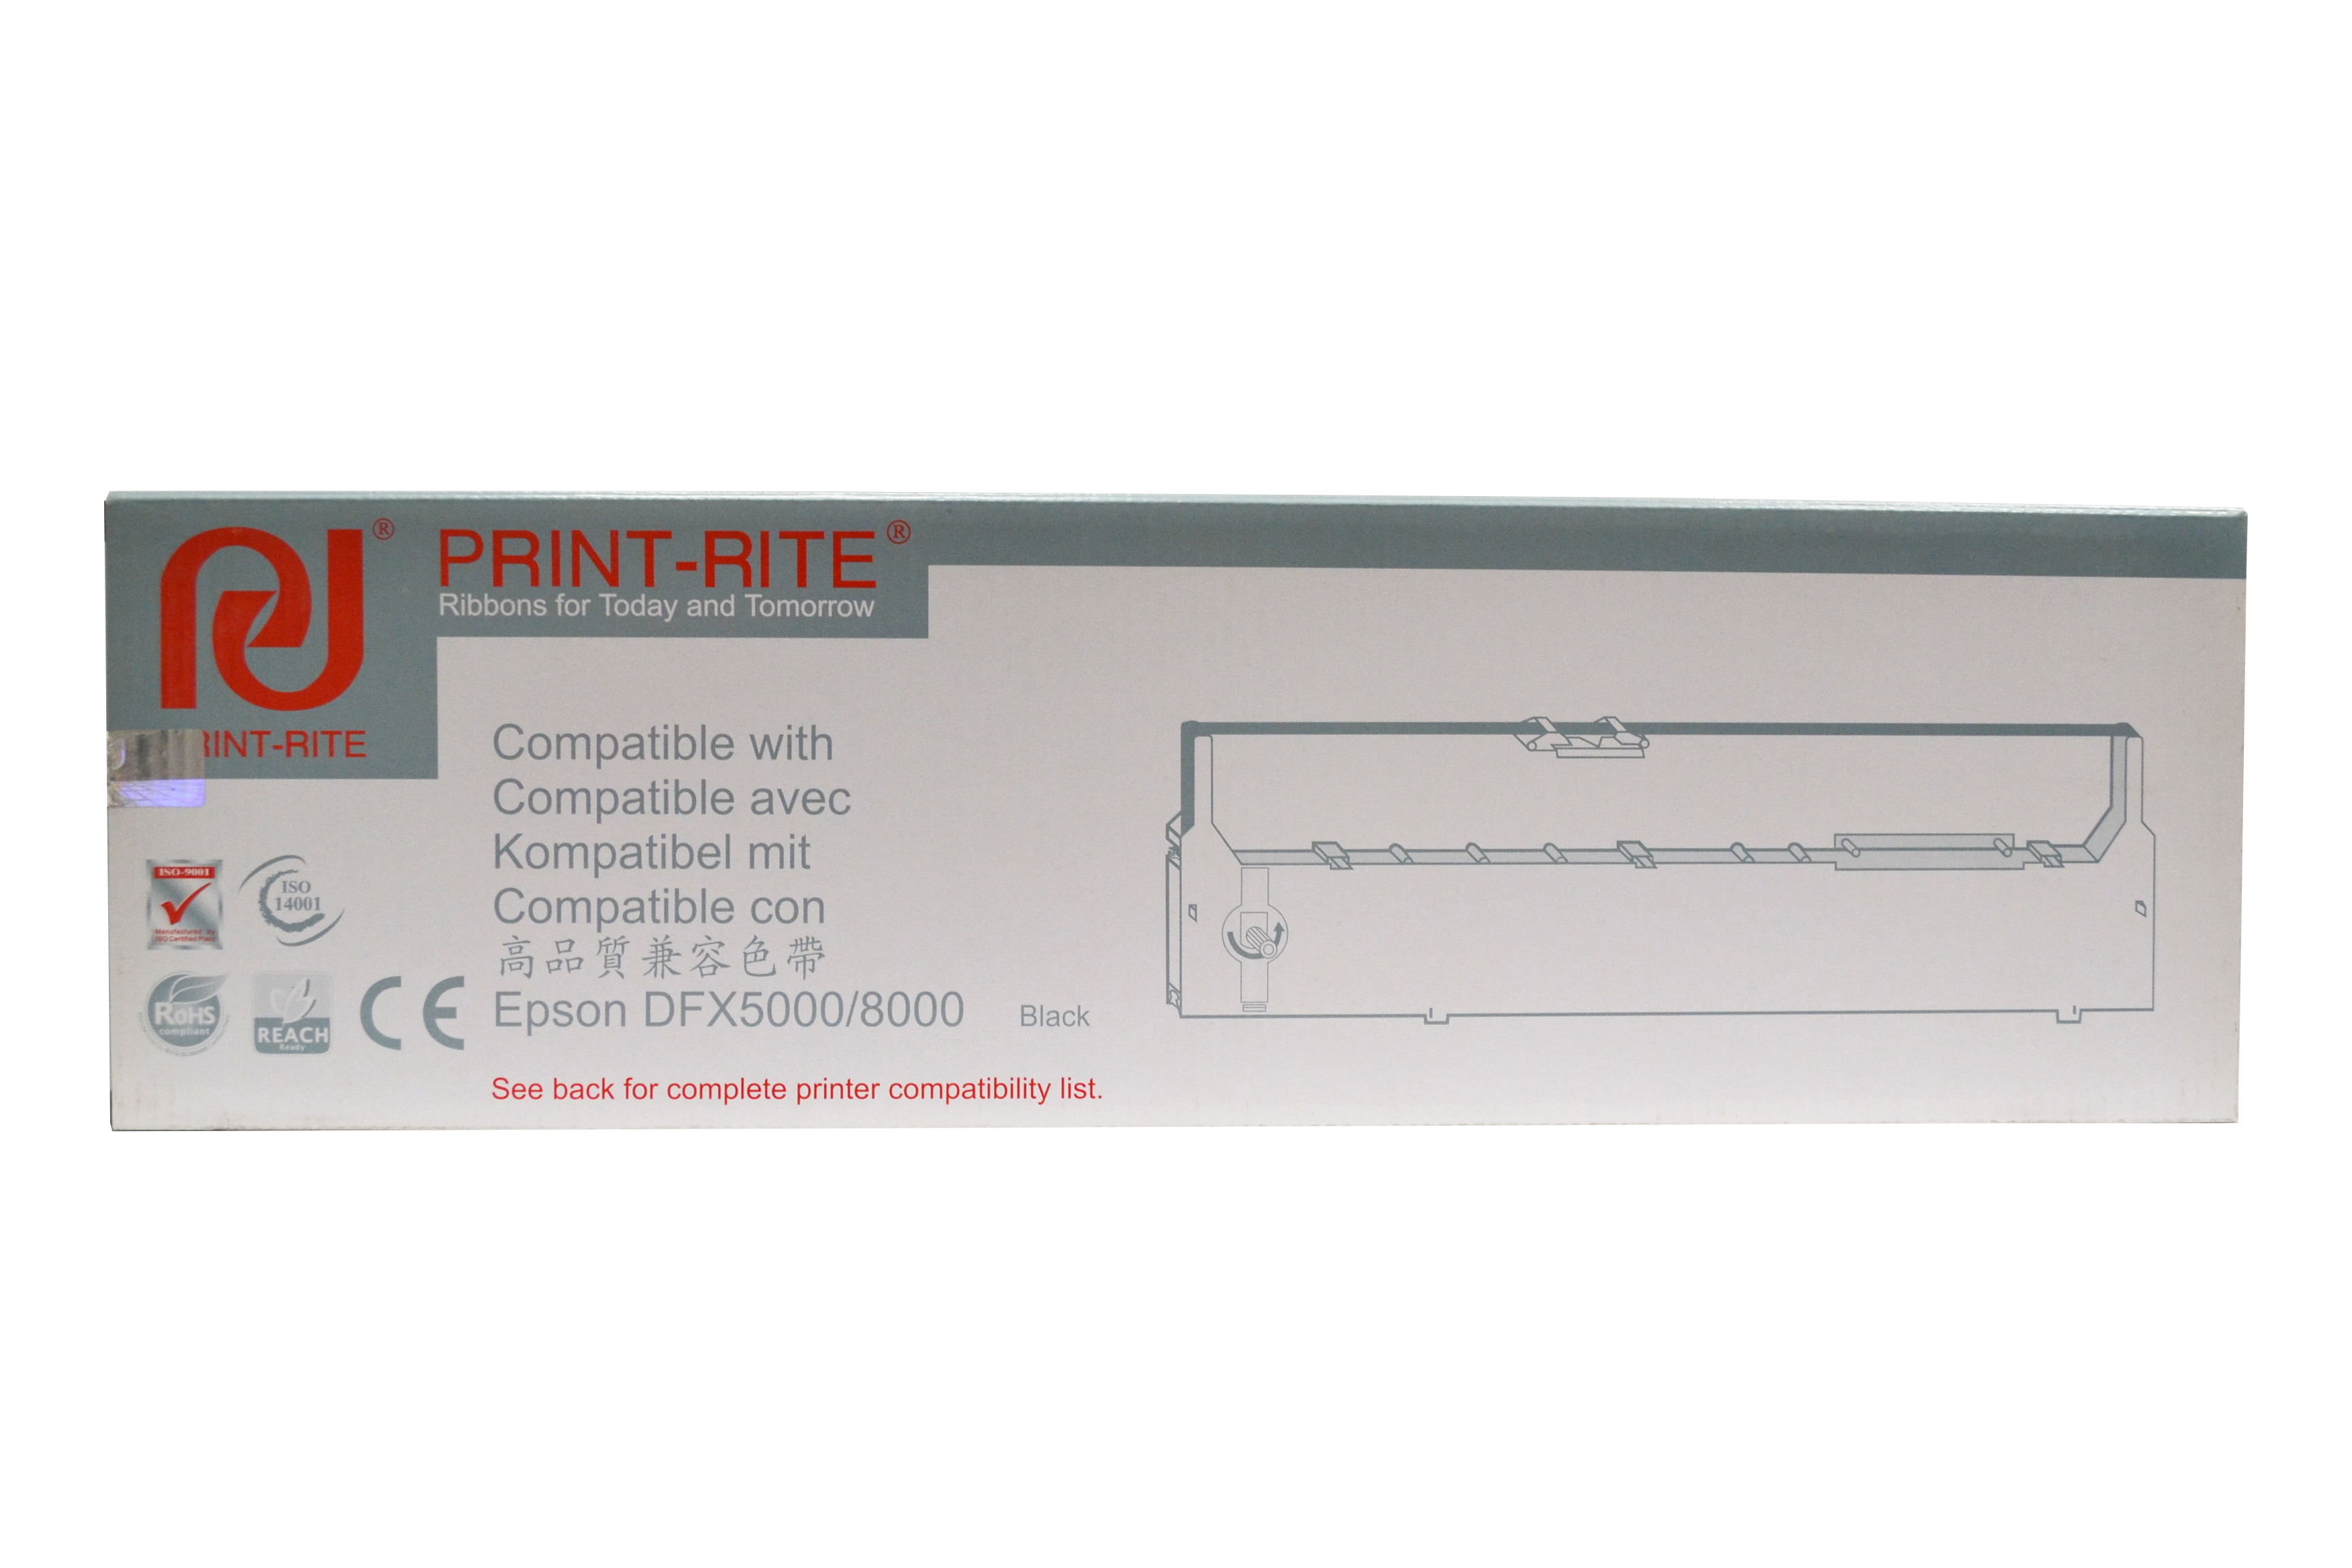 ®
PRINT-RITE®
Ribbons for Today and Tomorrow
RINT-RITE
Compatible with
Compatible avec
Kompatibel mit
Compatible con
高品質兼容色帶
Epson DFX5000/8000 Black
See back for complete printer compatibility list.
ISO-9001
Manufactured by
ISO Certified Plant
ISO
14001
RoHS
compliant
REACH
Ready
CE